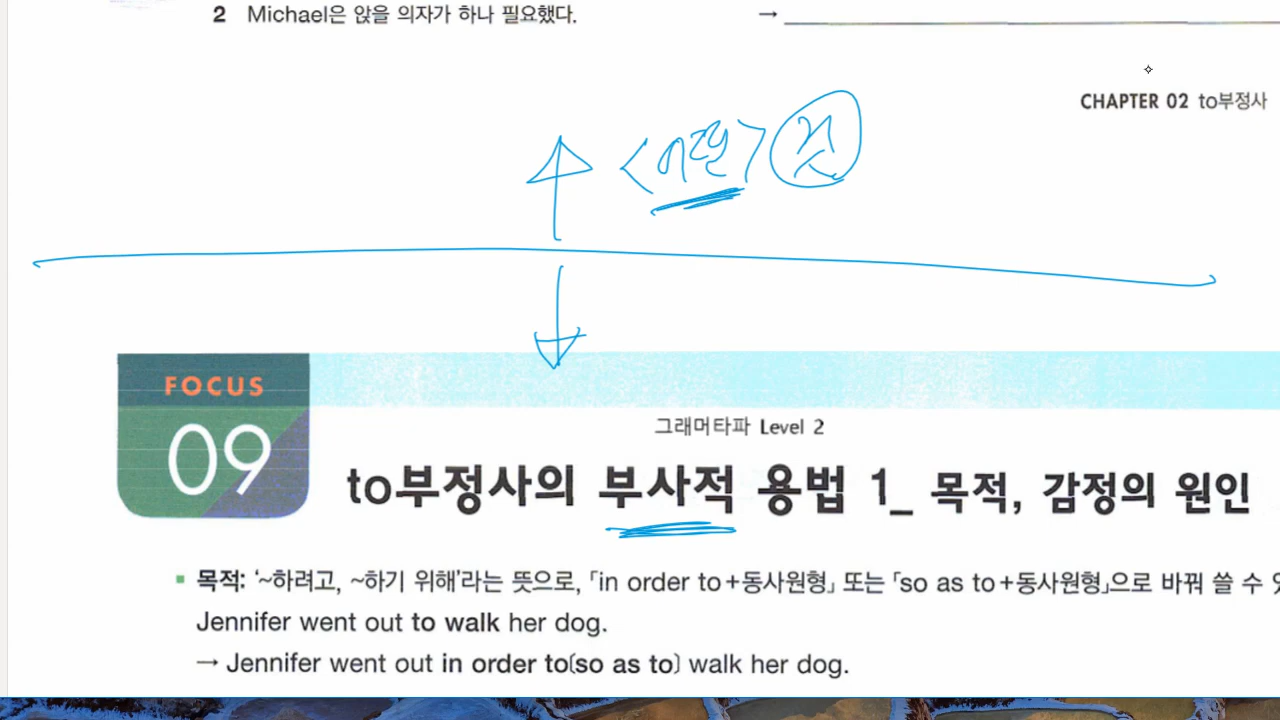 2 Michael은 앉을 의자가 하나 필요했다. →
CHAPTER 02 to부정사
<어떤> 것
FOCUS
09
그래머타파 Level 2
to부정사의 부사적 용법 1_ 목적, 감정의 원인
▪ 목적: '~하려고, ~하기 위해'라는 뜻으로, 「in order to+동사원형」 또는 「so as to+동사원형」으로 바꿔 쓸 수
Jennifer went out to walk her dog.
→ Jennifer went out in order to(so as to) walk her dog.